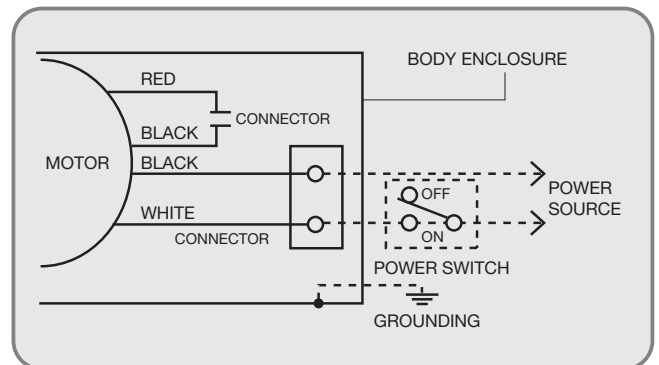 BODY ENCLOSURE
RED
CONNECTOR
BLACK
MOTOR
BLACK
OFF
POWER
SOURCE
WHITE
ON
CONNECTOR
POWER SWITCH
GROUNDING